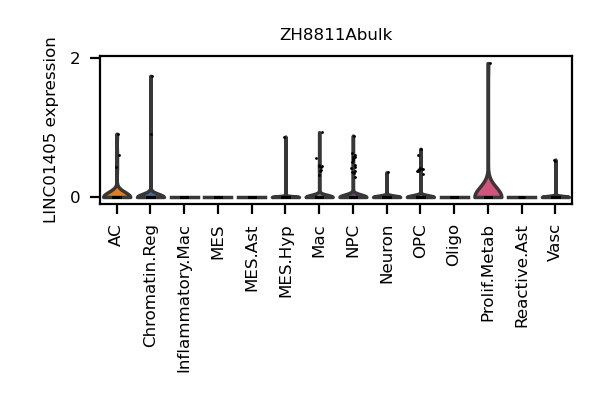 ZH8811Abulk
LINC01405 expression
2
0
AC
Chromatin.Reg
Inflammatory.Mac
MES
MES.Ast
MES.Hyp
Mac
NPC
Neuron
OPC
Oligo
Prolif.Metab
Reactive.Ast
Vasc